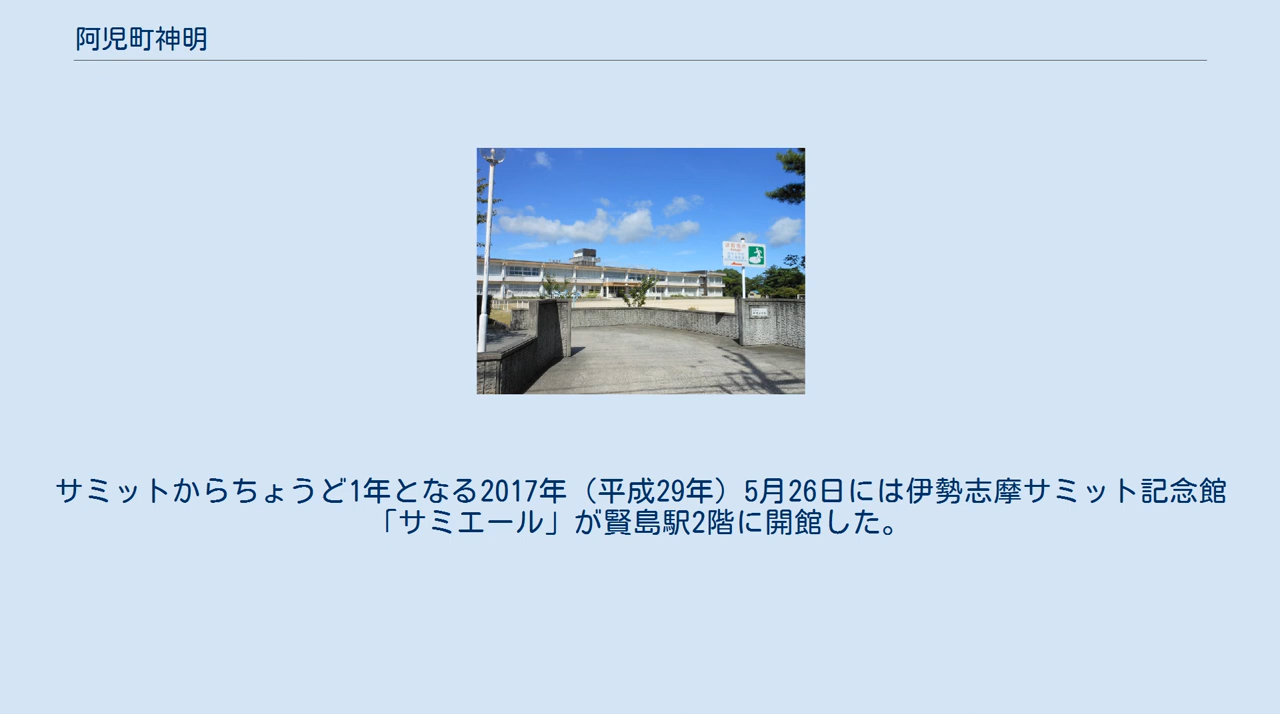 阿児町神明
サミットからちょうど1年となる2017年（平成29年）5月26日には伊勢志摩サミット記念館
「サミエール」が賢島駅2階に開館した。